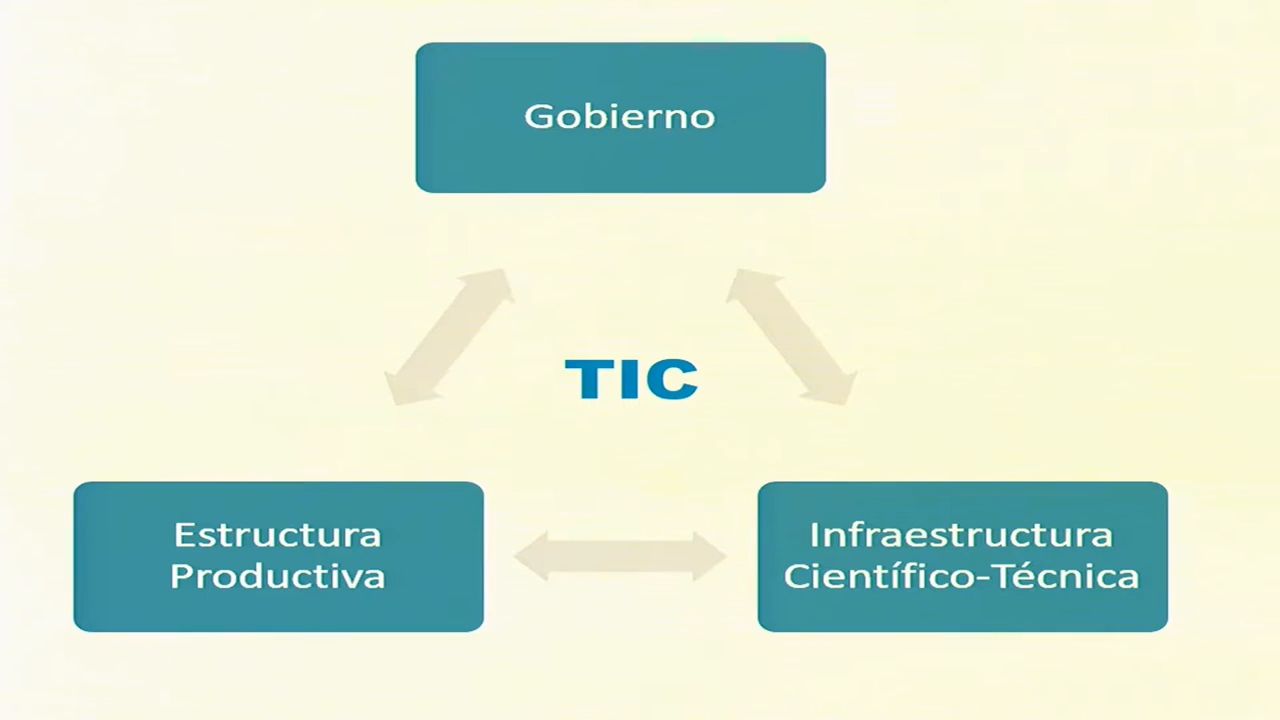 Gobierno
TIC
Estructura
Productiva
Infraestructura
Científico-Técnica